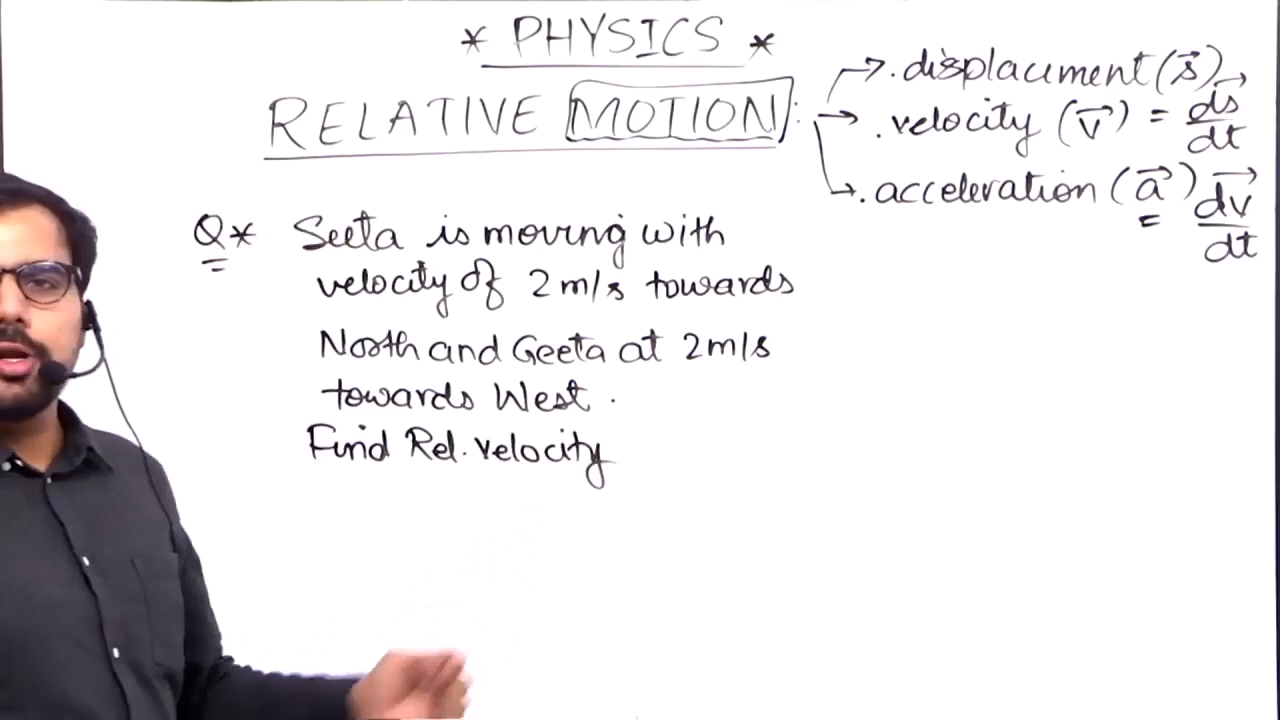 * PHYSICS *
RELATIVE MOTION :
→ . displacement (s⃗)
→ . velocity (v⃗) = ds⃗/dt
→ . acceleration (a⃗) dv⃗/dt
Q* Seeta is moving with
velocity of 2 m/s towards
North and Geeta at 2m/s
towards West .
Find Rel. velocity